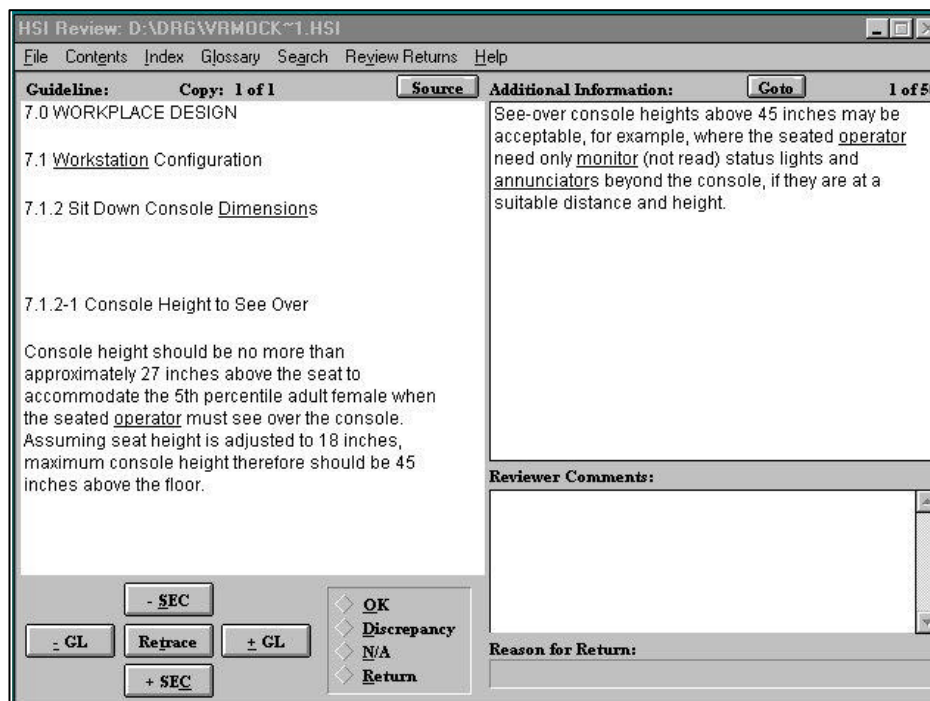 HSI Review: D:\DRG\VRMOCK~1.HSI
File Contents Index Glossary Search Review Returns Help
Guideline: Copy: 1 of 1 Source
7.0 WORKPLACE DESIGN
7.1 Workstation Configuration
7.1.2 Sit Down Console Dimensions
7.1.2-1 Console Height to See Over
Console height should be no more than
approximately 27 inches above the seat to
accommodate the 5th percentile adult female when
the seated operator must see over the console.
Assuming seat height is adjusted to 18 inches,
maximum console height therefore should be 45
inches above the floor.
- SEC
- GL Retrace + GL
+ SEC
OK
Discrepancy
N/A
Return
Additional Information: Goto 1 of
See-over console heights above 45 inches may be
acceptable, for example, where the seated operator
need only monitor (not read) status lights and
annunciators beyond the console, if they are at a
suitable distance and height.
Reviewer Comments:
Reason for Return: